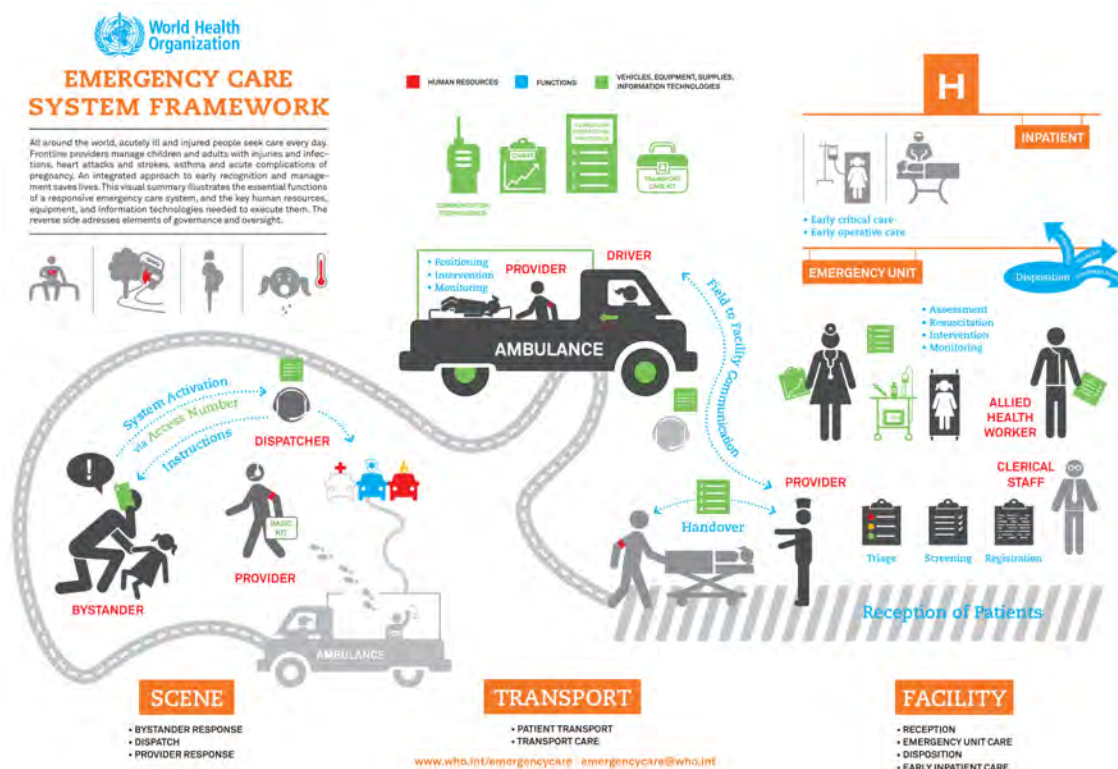 World Health
Organization
EMERGENCY CARE
SYSTEM FRAMEWORK
All around the world, acutely ill and injured people seek care every day.
Frontline providers manage children and adults with injuries and infec-
tions, heart attacks and strokes, asthma and acute complications of
pregnancy. An integrated approach to early recognition and manage-
ment saves lives. This visual summary illustrates the essential functions
of a responsive emergency care system, and the key human resources,
equipment, and information technologies needed to execute them. The
reverse side adresses elements of governance and oversight.
HUMAN RESOURCES
FUNCTIONS
VEHICLES, EQUIPMENT, SUPPLIES,
INFORMATION TECHNOLOGIES
CHART
TRANSPORT
CARE KIT
COMMUNICATION
TECHNOLOGIES
H
INPATIENT
• Early critical care
• Early operative care
EMERGENCY UNIT
Disposition
• Assessment
• Resuscitation
• Intervention
• Monitoring
ALLIED
HEALTH
WORKER
CLERICAL
STAFF
• Positioning
• Intervention
• Monitoring
PROVIDER
DRIVER
AMBULANCE
Field to Facility Communication
System Activation
via Access Number
Instructions
DISPATCHER
!
BASIC
KIT
PROVIDER
BYSTANDER
AMBULANCE
Handover
PROVIDER
Triage
Screening
Registration
Reception of Patients
SCENE
• BYSTANDER RESPONSE
• DISPATCH
• PROVIDER RESPONSE
TRANSPORT
• PATIENT TRANSPORT
• TRANSPORT CARE
FACILITY
• RECEPTION
• EMERGENCY UNIT CARE
• DISPOSITION
• EARLY INPATIENT CARE
www.who.int/emergencycare emergencycare@who.int